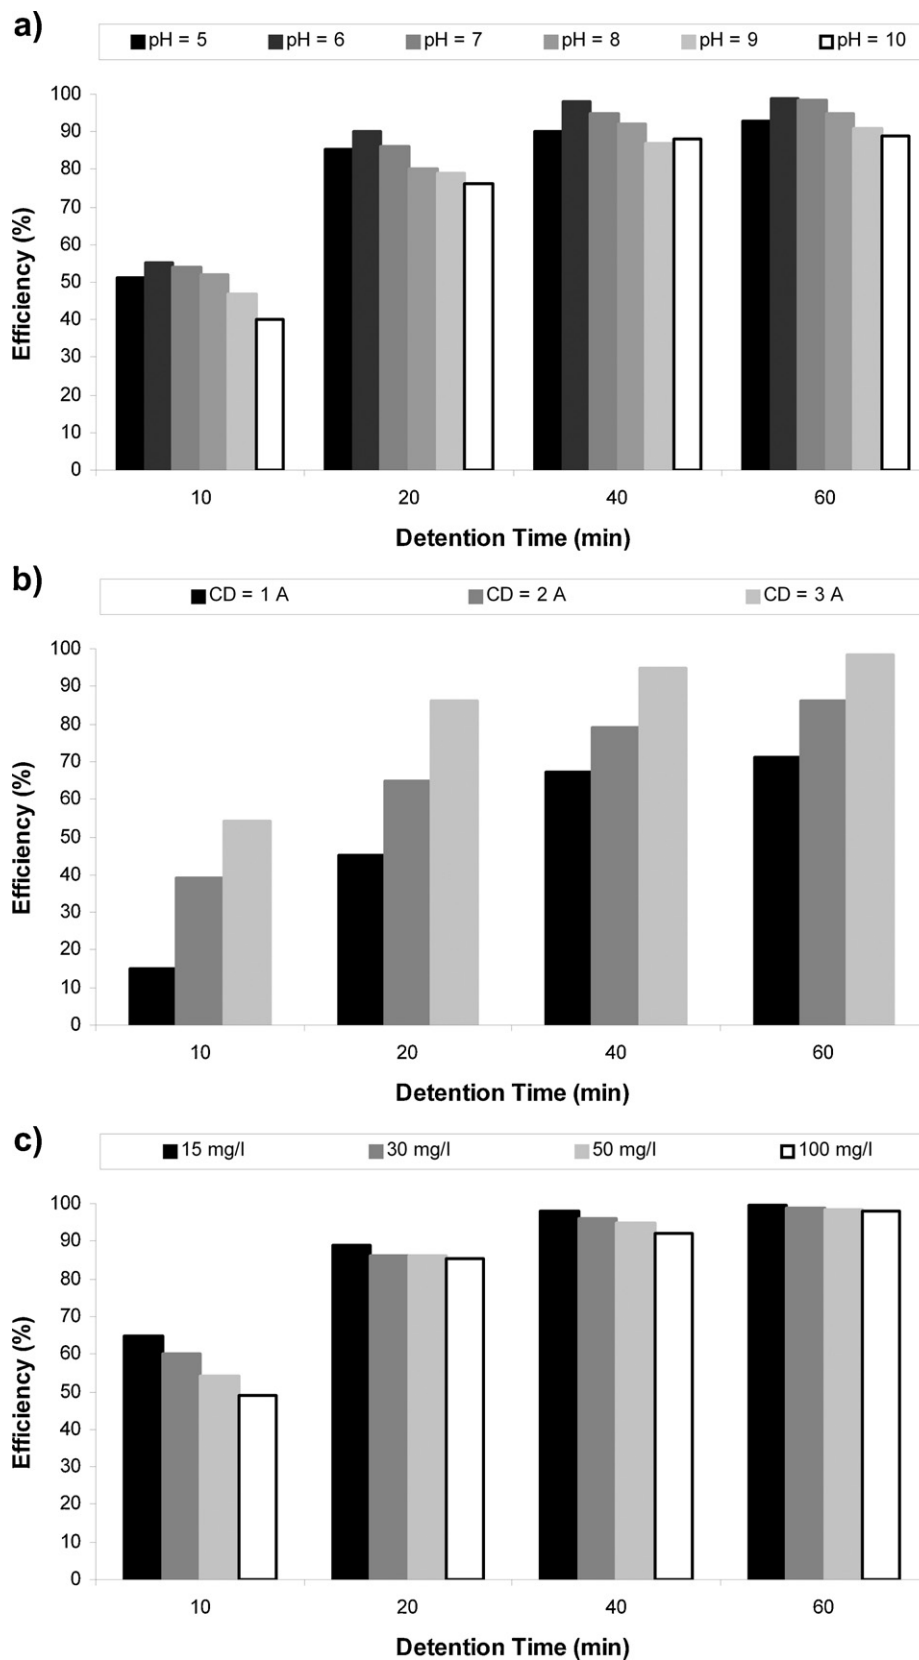 a)
pH = 5 pH = 6 pH = 7 pH = 8 pH = 9 pH = 10
100
90
80
70
60
50
40
30
20
10
0
Efficiency (%)
10 20 40 60
Detention Time (min)
b)
CD = 1 A CD = 2 A CD = 3 A
100
90
80
70
60
50
40
30
20
10
0
Efficiency (%)
10 20 40 60
Detention Time (min)
c)
15 mg/l 30 mg/l 50 mg/l 100 mg/l
100
90
80
70
60
50
40
30
20
10
0
Efficiency (%)
10 20 40 60
Detention Time (min)